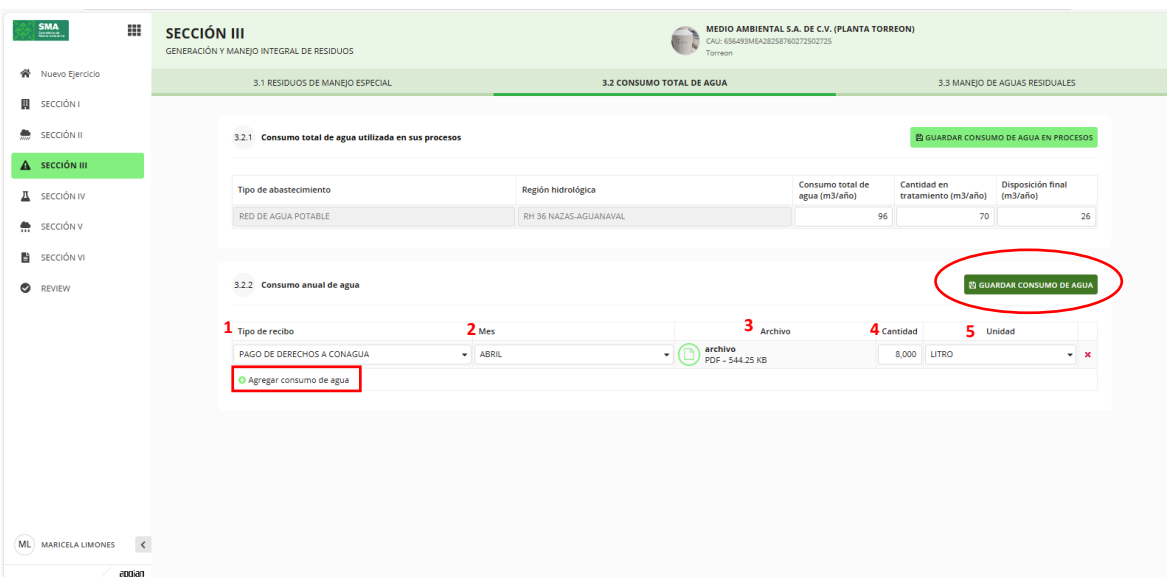 SMA
SECCIÓN III
GENERACIÓN Y MANEJO INTEGRAL DE RESIDUOS
MEDIO AMBIENTAL S.A. DE C.V. (PLANTA TORREON)
CAU: 656493MEA28258760272502725
Torreon
Nuevo Ejercicio
SECCIÓN I
SECCIÓN II
SECCIÓN III
SECCIÓN IV
SECCIÓN V
SECCIÓN VI
REVIEW
3.1 RESIDUOS DE MANEJO ESPECIAL
3.2 CONSUMO TOTAL DE AGUA
3.3 MANEJO DE AGUAS RESIDUALES
3.2.1 Consumo total de agua utilizada en sus procesos
GUARDAR CONSUMO DE AGUA EN PROCESOS
Tipo de abastecimiento
Región hidrológica
Consumo total de
agua (m3/año)
Cantidad en
tratamiento (m3/año)
Disposición final
(m3/año)
RED DE AGUA POTABLE
RH 36 NAZAS-AGUANAVAL
96
70
26
3.2.2 Consumo anual de agua
GUARDAR CONSUMO DE AGUA
1 Tipo de recibo
2 Mes
3 Archivo
4 Cantidad
5 Unidad
PAGO DE DERECHOS A CONAGUA
ABRIL
archivo
PDF – 544.25 KB
8,000
LITRO
Agregar consumo de agua
ML MARICELA LIMONES
appian